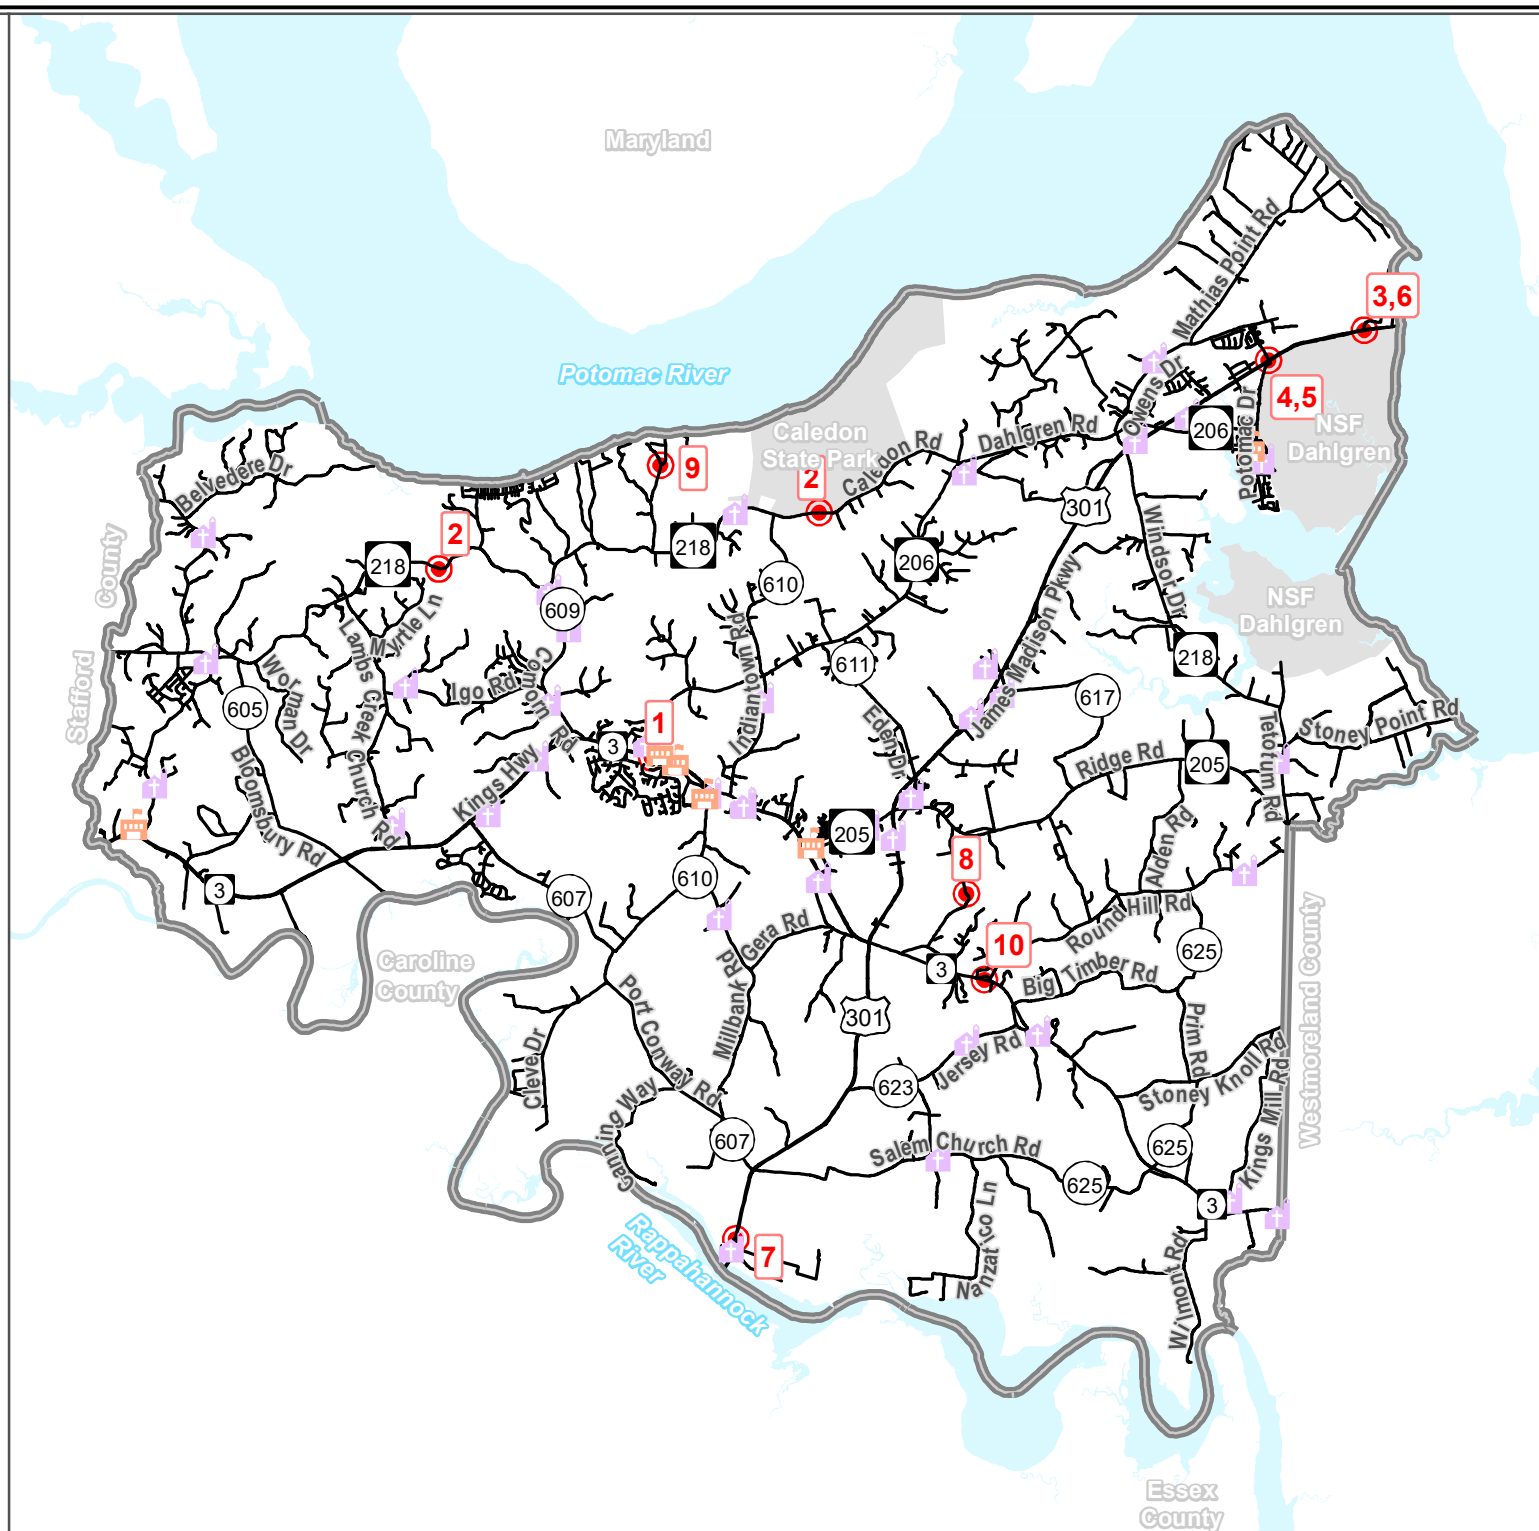 Maryland
Potomac River
Mathias Point Rd
3,6
4,5
Owens Dr
206
Potomac Dr
NSF
Dahlgren
Caledon
State Park
Caledon Rd
Dahlgren Rd
9
2
Belvedere Dr
2
218
218
301
206
610
Windsor Dr
NSF
Dahlgren
County
Stafford
609
Myrtle Ln
Lambs Creek Church Rd
Indiantown Rd
James Madison Pkwy
611
218
Worman Dr
605
Igo Rd
Comorn Rd
617
Eden Dr
Tetotum Rd
Stoney Point Rd
1
3
Bloomsbury Rd
Kings Hwy
Ridge Rd
205
205
Alden Rd
8
3
607
610
Gera Rd
Round Hill Rd
10
Westmoreland County
Caroline
County
Millbank Rd
3
Big Timber Rd
625
Port Conway Rd
301
Prim Rd
Cleve Dr
Jersey Rd
623
Stoney Knoll Rd
Kings Mill Rd
Canning Way
607
Salem Church Rd
625
625
Nanzatico Ln
3
Wilmont Rd
Rappahannock
River
7
Essex
County